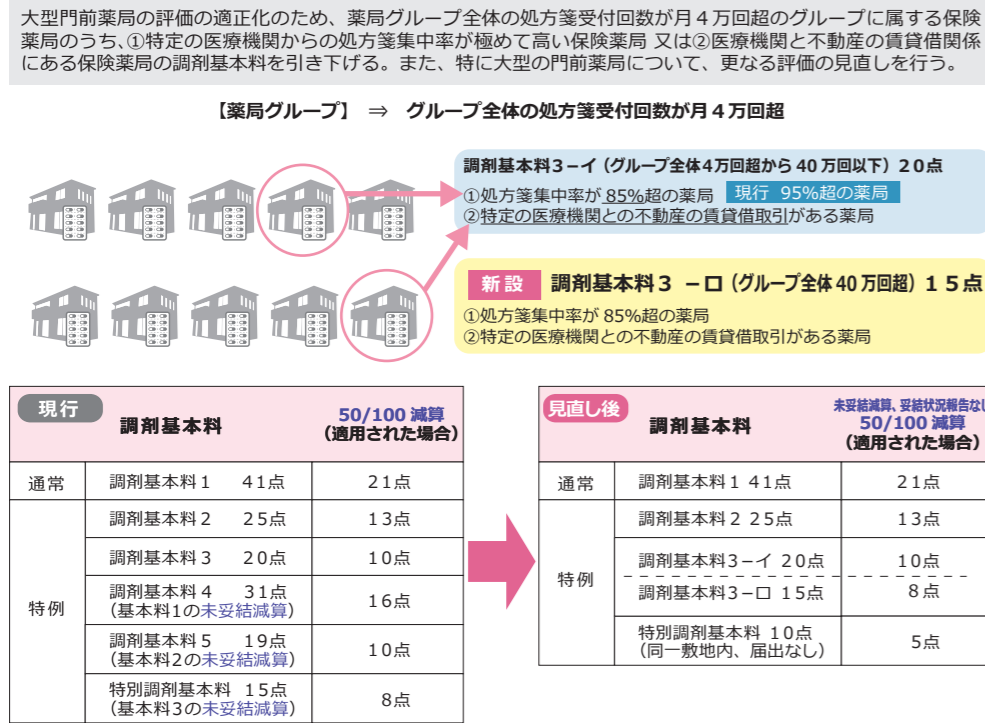 大型門前薬局の評価の適正化のため、薬局グループ全体の処方箋受付回数が月４万回超のグループに属する保険
薬局のうち、①特定の医療機関からの処方箋集中率が極めて高い保険薬局 又は②医療機関と不動産の賃貸借関係
にある保険薬局の調剤基本料を引き下げる。また、特に大型の門前薬局について、更なる評価の見直しを行う。
【薬局グループ】 ⇒ グループ全体の処方箋受付回数が月４万回超
調剤基本料３－イ（グループ全体4万回超から 40 万回以下）２０点
①処方箋集中率が 85%超の薬局 現行 95%超の薬局
②特定の医療機関との不動産の賃貸借取引がある薬局
新設 調剤基本料３ －ロ（グループ全体 40 万回超）１５点
①処方箋集中率が 85%超の薬局
②特定の医療機関との不動産の賃貸借取引がある薬局
現行 調剤基本料 50/100 減算
（適用された場合）
通常 調剤基本料１ 41点 21点
特例
調剤基本料２ 25点 13点
調剤基本料３ 20点 10点
調剤基本料４ 31点 16点
（基本料1の未妥結減算）
調剤基本料５ 19点 10点
（基本料2の未妥結減算）
特別調剤基本料 15点 8点
（基本料3の未妥結減算）
見直し後 調剤基本料 未妥結減算、妥結状況報告なし
50/100 減算
（適用された場合）
通常 調剤基本料１ 41点 21点
特例
調剤基本料２ 25点 13点
調剤基本料３－イ 20点 10点
調剤基本料３－ロ 15点 8点
特別調剤基本料 10点 5点
（同一敷地内、届出なし）